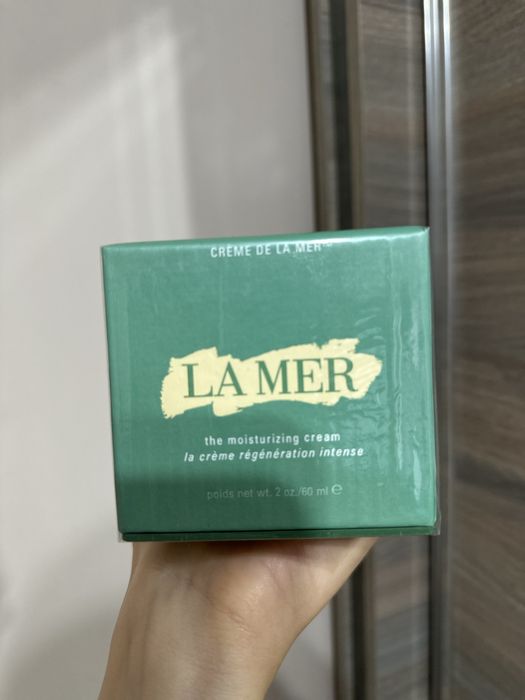 CRÈME DE LA MER™
LA MER
the moisturizing cream
la crème régénération intense
poids net wt. 2 oz./60 ml ℮